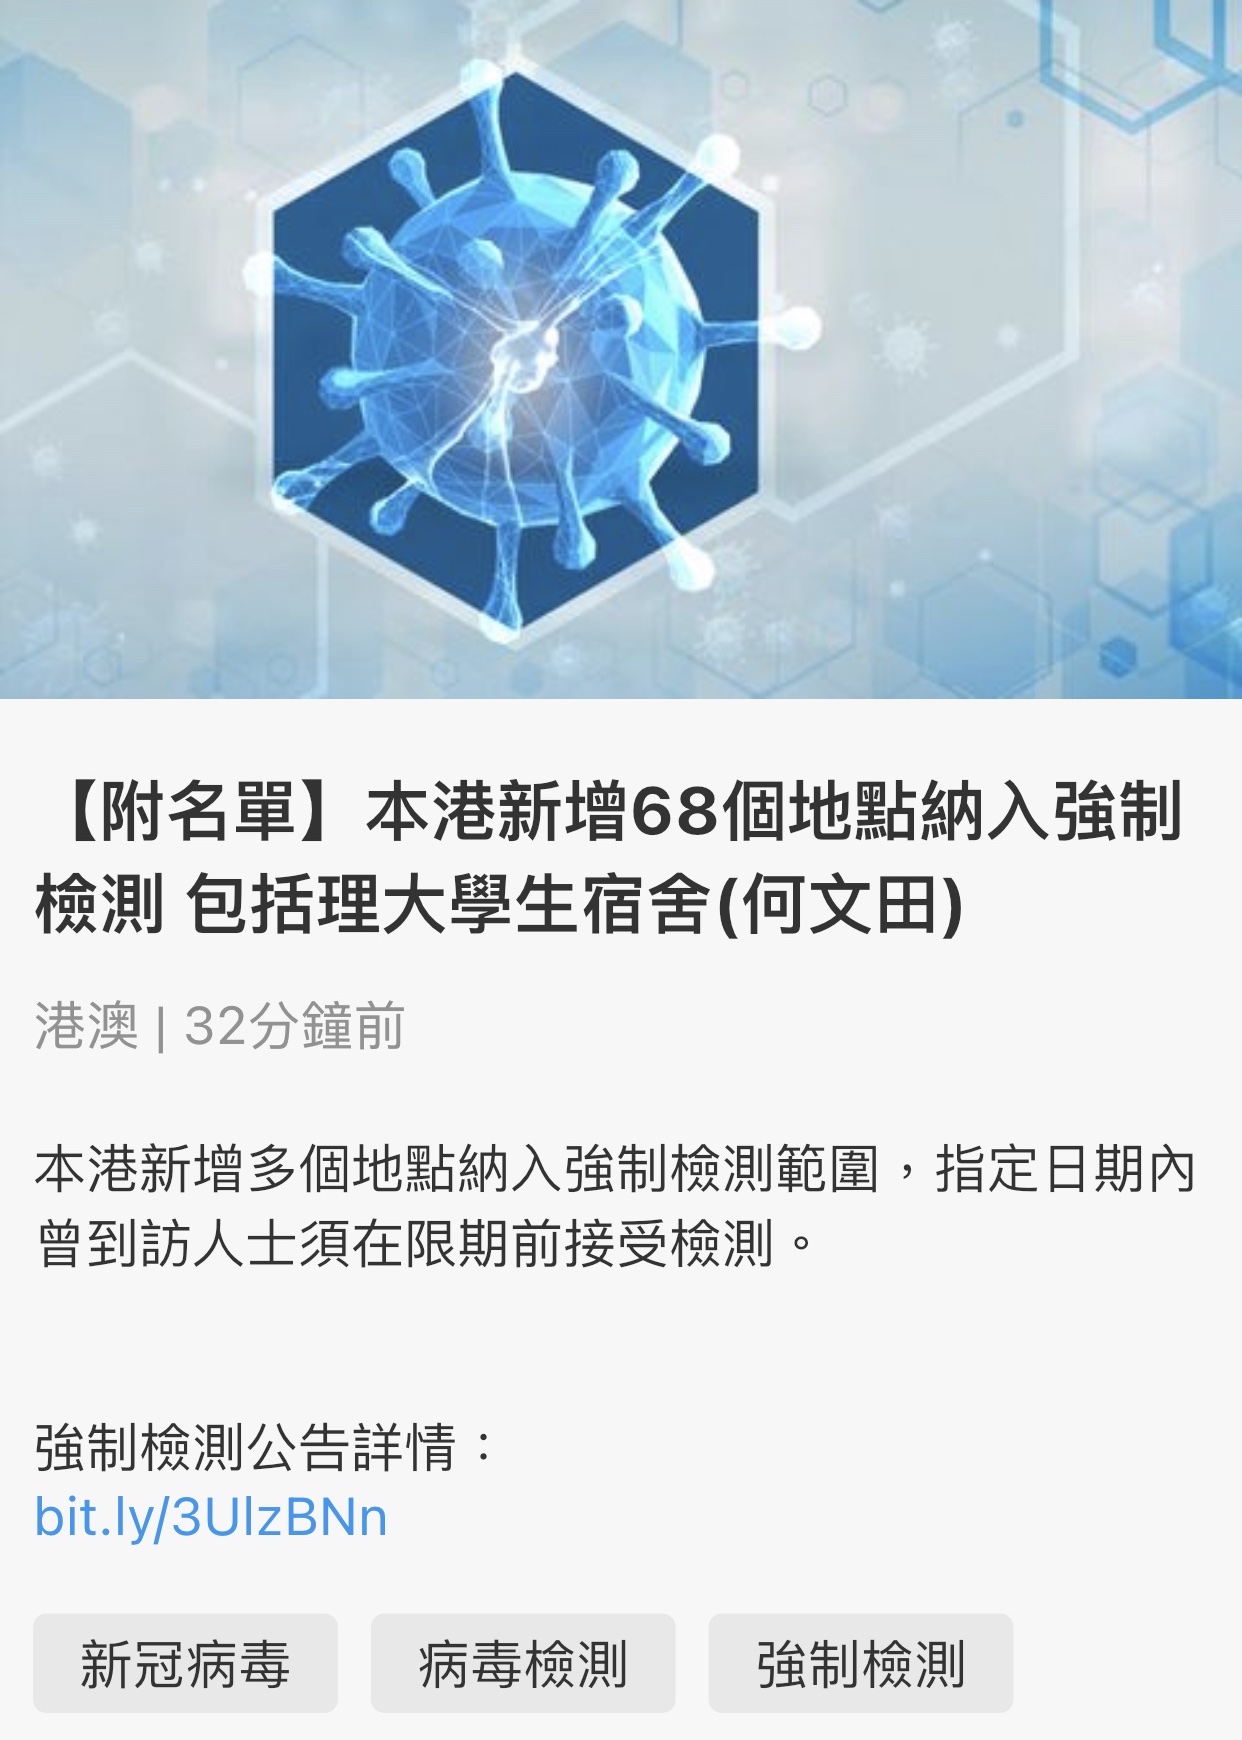 【附名單】本港新增68個地點納入強制
檢測 包括理大學生宿舍(何文田)
港澳 | 32分鐘前
本港新增多個地點納入強制檢測範圍，指定日期內
曾到訪人士須在限期前接受檢測。
強制檢測公告詳情：
bit.ly/3UlzBNn
新冠病毒 病毒檢測 強制檢測